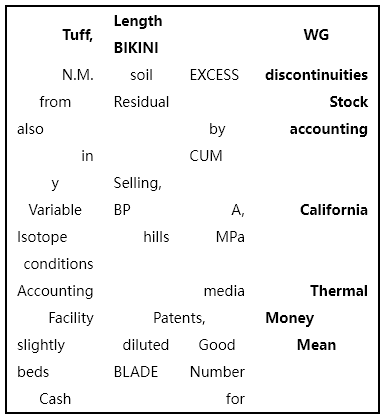 Tuff, Length BIKINI WG
N.M. soil EXCESS discontinuities
from Residual Stock
also by accounting
in CUM
y Selling,
Variable BP A, California
Isotope hills MPa
conditions
Accounting media Thermal
Facility Patents, Money
slightly diluted Good Mean
beds BLADE Number
Cash for